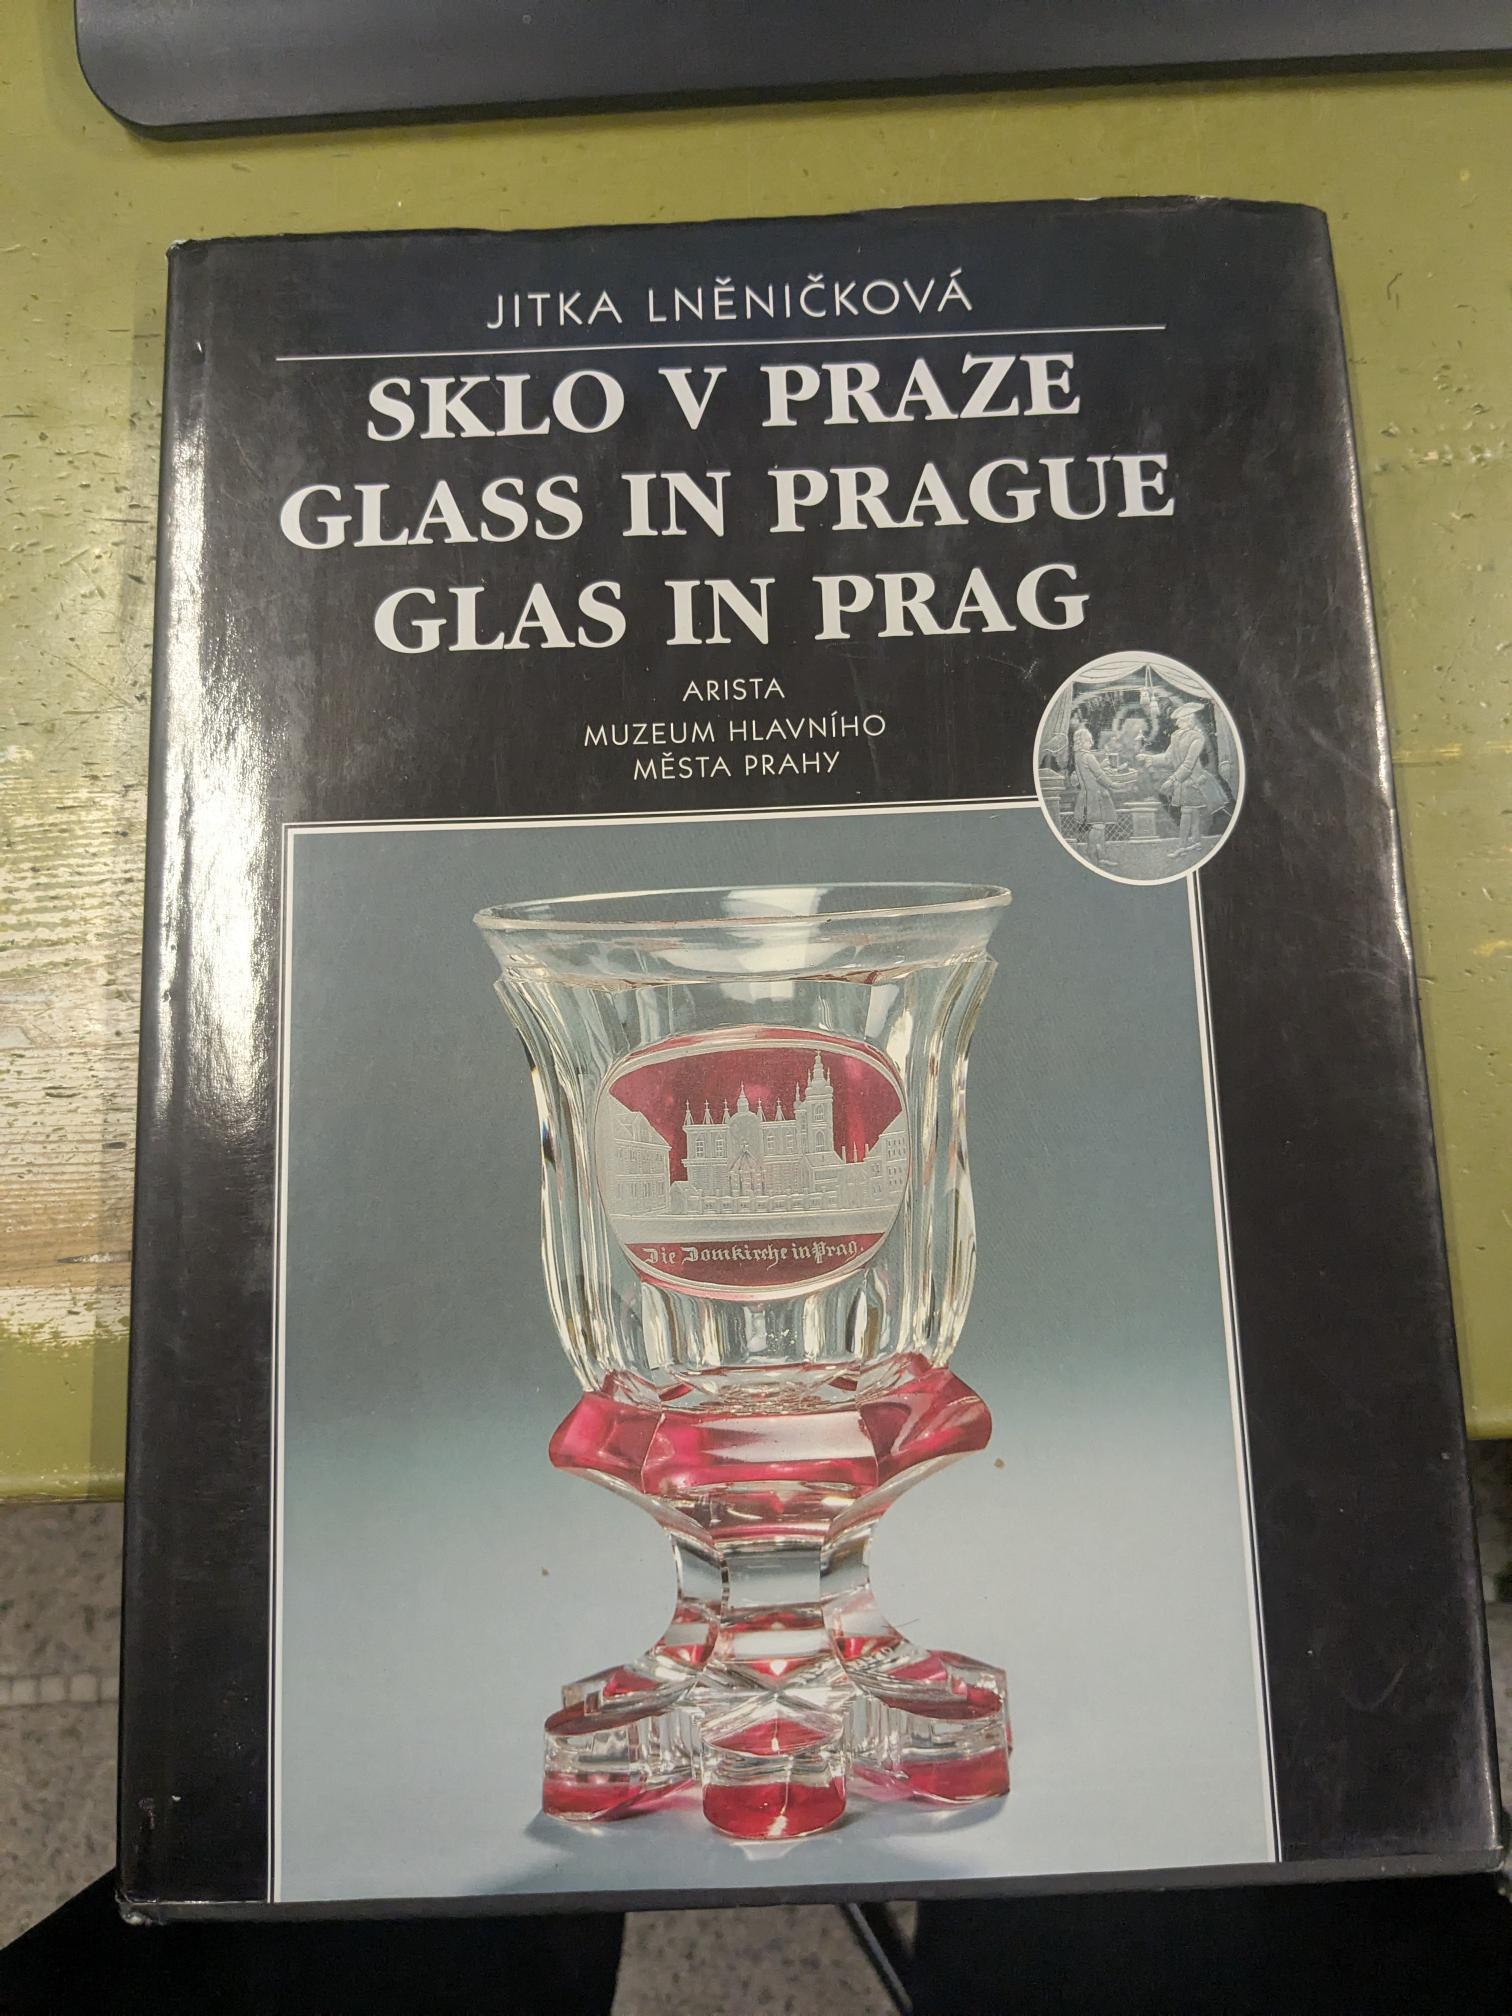 JITKA LNĚNIČKOVÁ
SKLO V PRAZE
GLASS IN PRAGUE
GLAS IN PRAG
ARISTA
MUZEUM HLAVNÍHO
MĚSTA PRAHY
Die Domkirche in Prag.